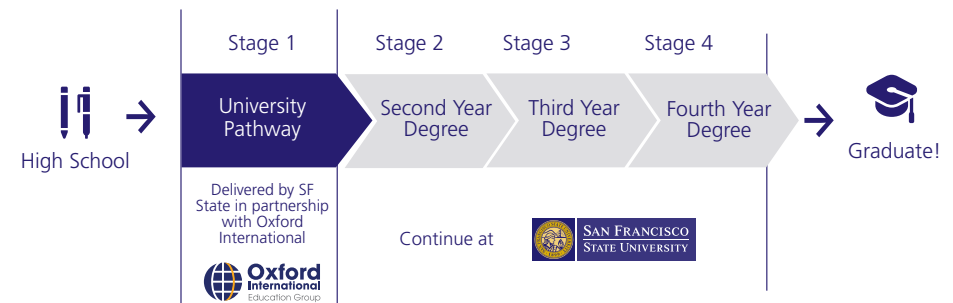 Stage 1
Stage 2
Stage 3
Stage 4
High School
University
Pathway
Second Year
Degree
Third Year
Degree
Fourth Year
Degree
Graduate!
Delivered by SF
State in partnership
with Oxford
International
Oxford
International
Education Group
Continue at
SAN FRANCISCO
STATE UNIVERSITY